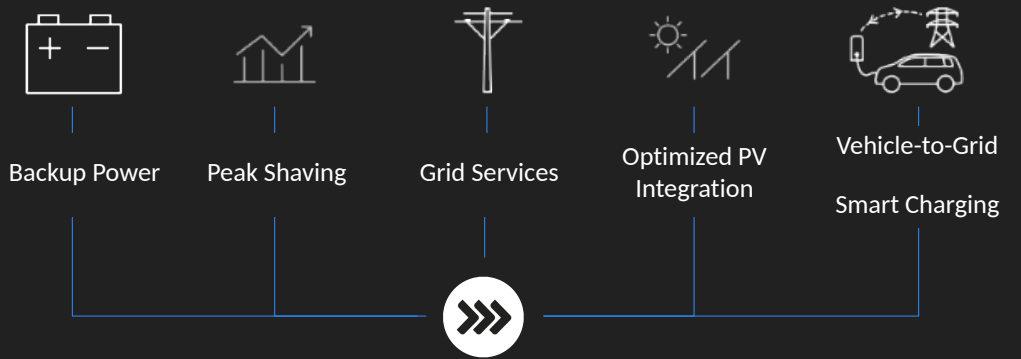 Backup Power
Peak Shaving
Grid Services
Optimized PV
Integration
Vehicle-to-Grid
Smart Charging